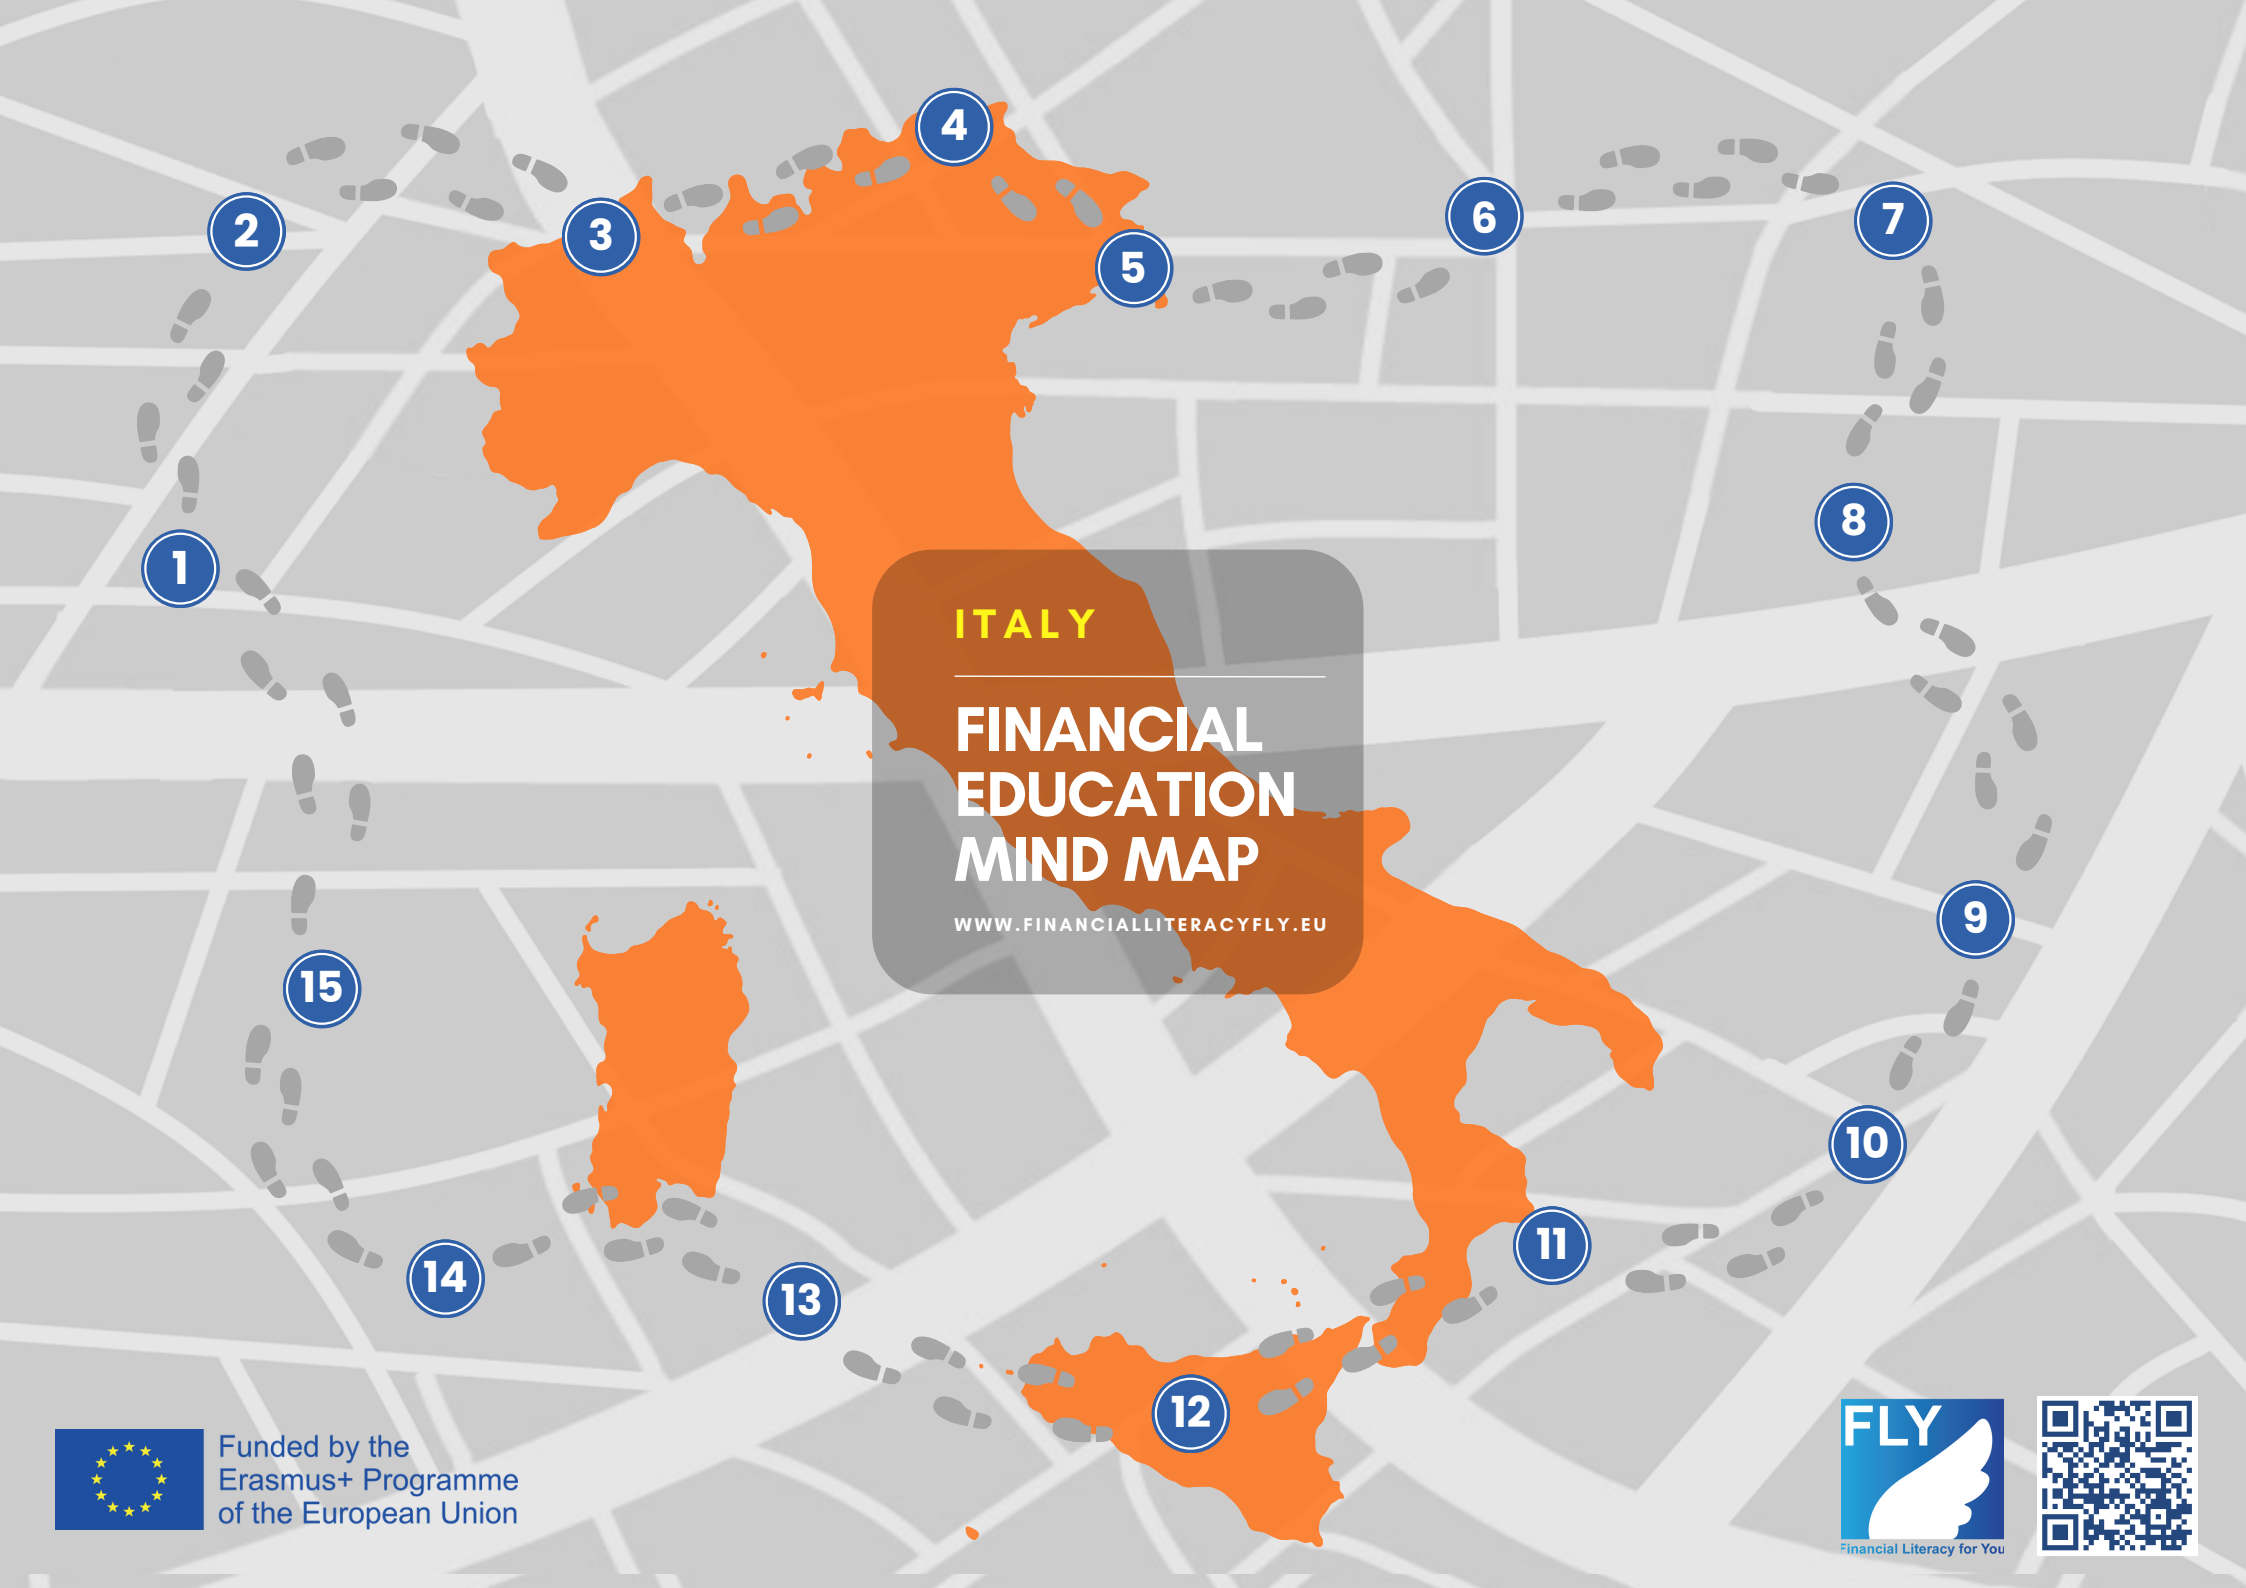 4
2
3
5
6
7
8
1
ITALY
FINANCIAL
EDUCATION
MIND MAP
WWW.FINANCIALLITERACYFLY.EU
9
15
10
11
14
13
12
Funded by the
Erasmus+ Programme
of the European Union
FLY
Financial Literacy for You